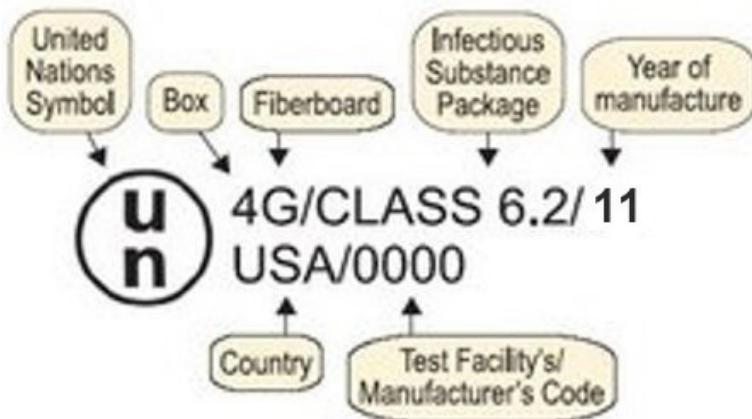 United
Nations
Symbol
Box
Fiberboard
Infectious
Substance
Package
Year of
manufacture
u
n
4G/CLASS 6.2/ 11
USA/0000
Country
Test Facility's/
Manufacturer's Code